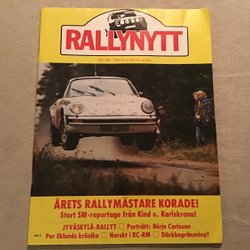 RALLYNYTT
ÅRETS RALLYMÄSTARE KORADE!
Stort SM-reportage från Kind o. Karlskrona!
JYVÄSKYLÄ-RALLYT □ Porträtt: Börje Carlsson
Per Eklunds krönika □ Norskt i RC-RM □ Däckbegränsning?